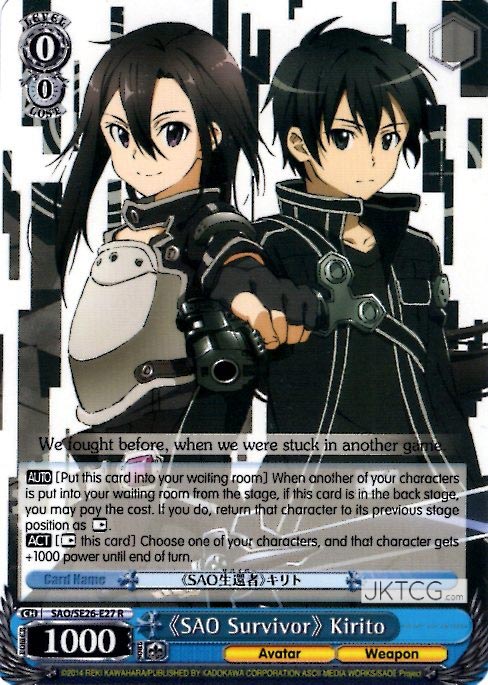 LEVEL
0
0
COST
We fought before, when we were stuck in another game.
AUTO [Put this card into your waiting room] When another of your characters
is put into your waiting room from the stage, if this card is in the back stage,
you may pay the cost. If you do, return that character to its previous stage
position as .
ACT [ this card] Choose one of your characters, and that character gets
+1000 power until end of turn.
Card Name 《SAO生還者》キリト
JKTCG.com
CH SAO/SE26-E27 R
POWER 1000 SOUL
《SAO Survivor》 Kirito
Avatar Weapon
©2014 REKI KAWAHARA/PUBLISHED BY KADOKAWA CORPORATION ASCII MEDIA WORKS/SAOⅡ Project